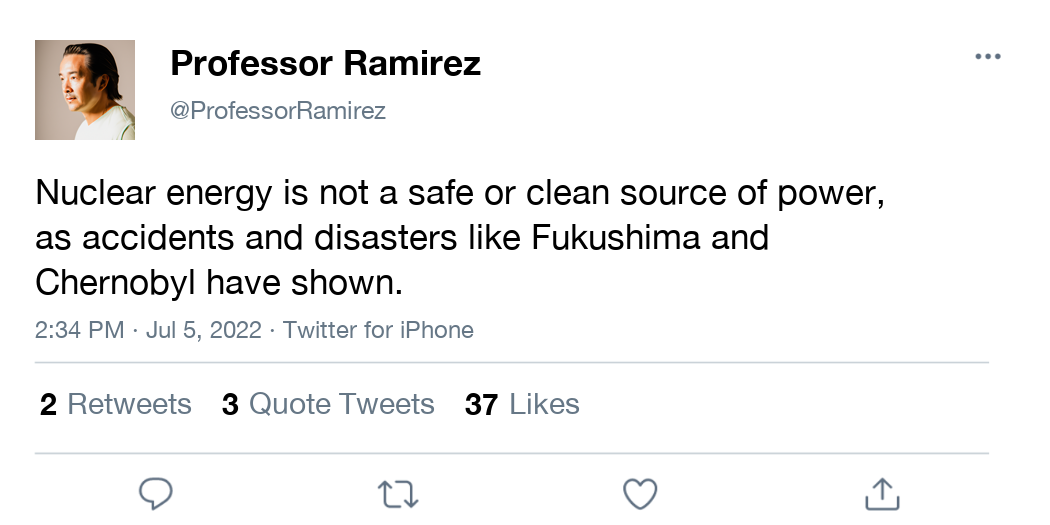 Professor Ramirez
@ProfessorRamirez
Nuclear energy is not a safe or clean source of power,
as accidents and disasters like Fukushima and
Chernobyl have shown.
2:34 PM · Jul 5, 2022 · Twitter for iPhone
2 Retweets 3 Quote Tweets 37 Likes